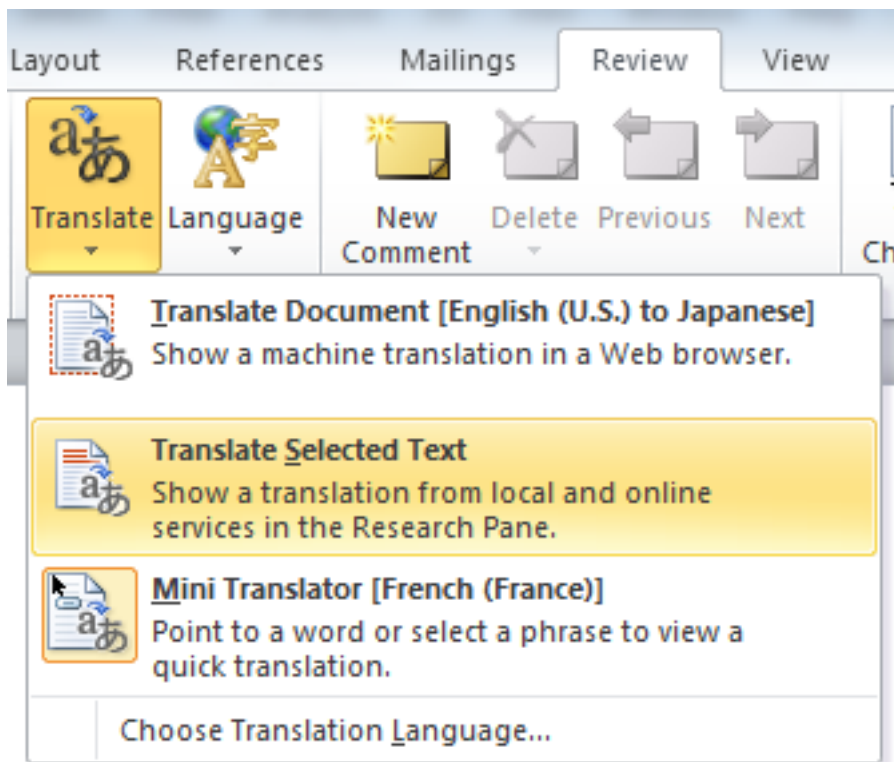 Layout References Mailings Review View
Translate Language New Comment Delete Previous Next
Translate Document [English (U.S.) to Japanese]
Show a machine translation in a Web browser.
Translate Selected Text
Show a translation from local and online
services in the Research Pane.
Mini Translator [French (France)]
Point to a word or select a phrase to view a
quick translation.
Choose Translation Language...